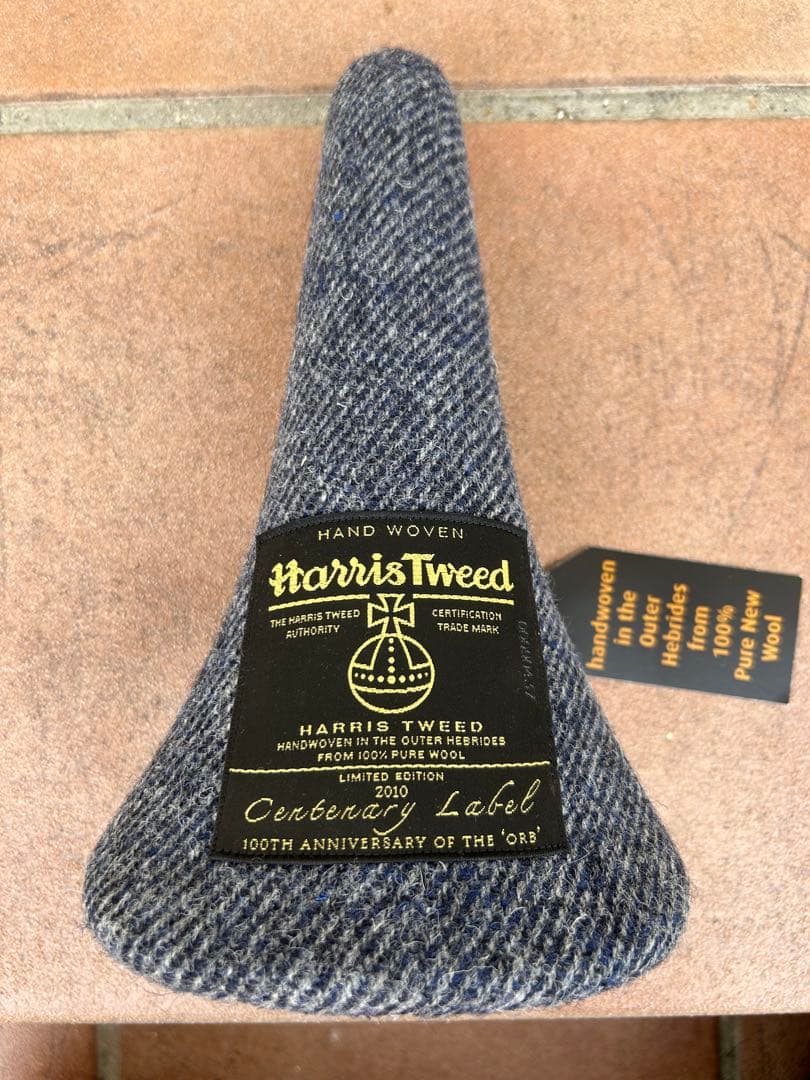 HAND WOVEN
Harris Tweed
THE HARRIS TWEED AUTHORITY
CERTIFICATION TRADE MARK
HARRIS TWEED
HANDWOVEN IN THE OUTER HEBRIDES
FROM 100% PURE WOOL
LIMITED EDITION
2010
Centenary Label
100TH ANNIVERSARY OF THE 'ORB'
handwoven
in the
Outer
Hebrides
from
100%
Pure New
Wool